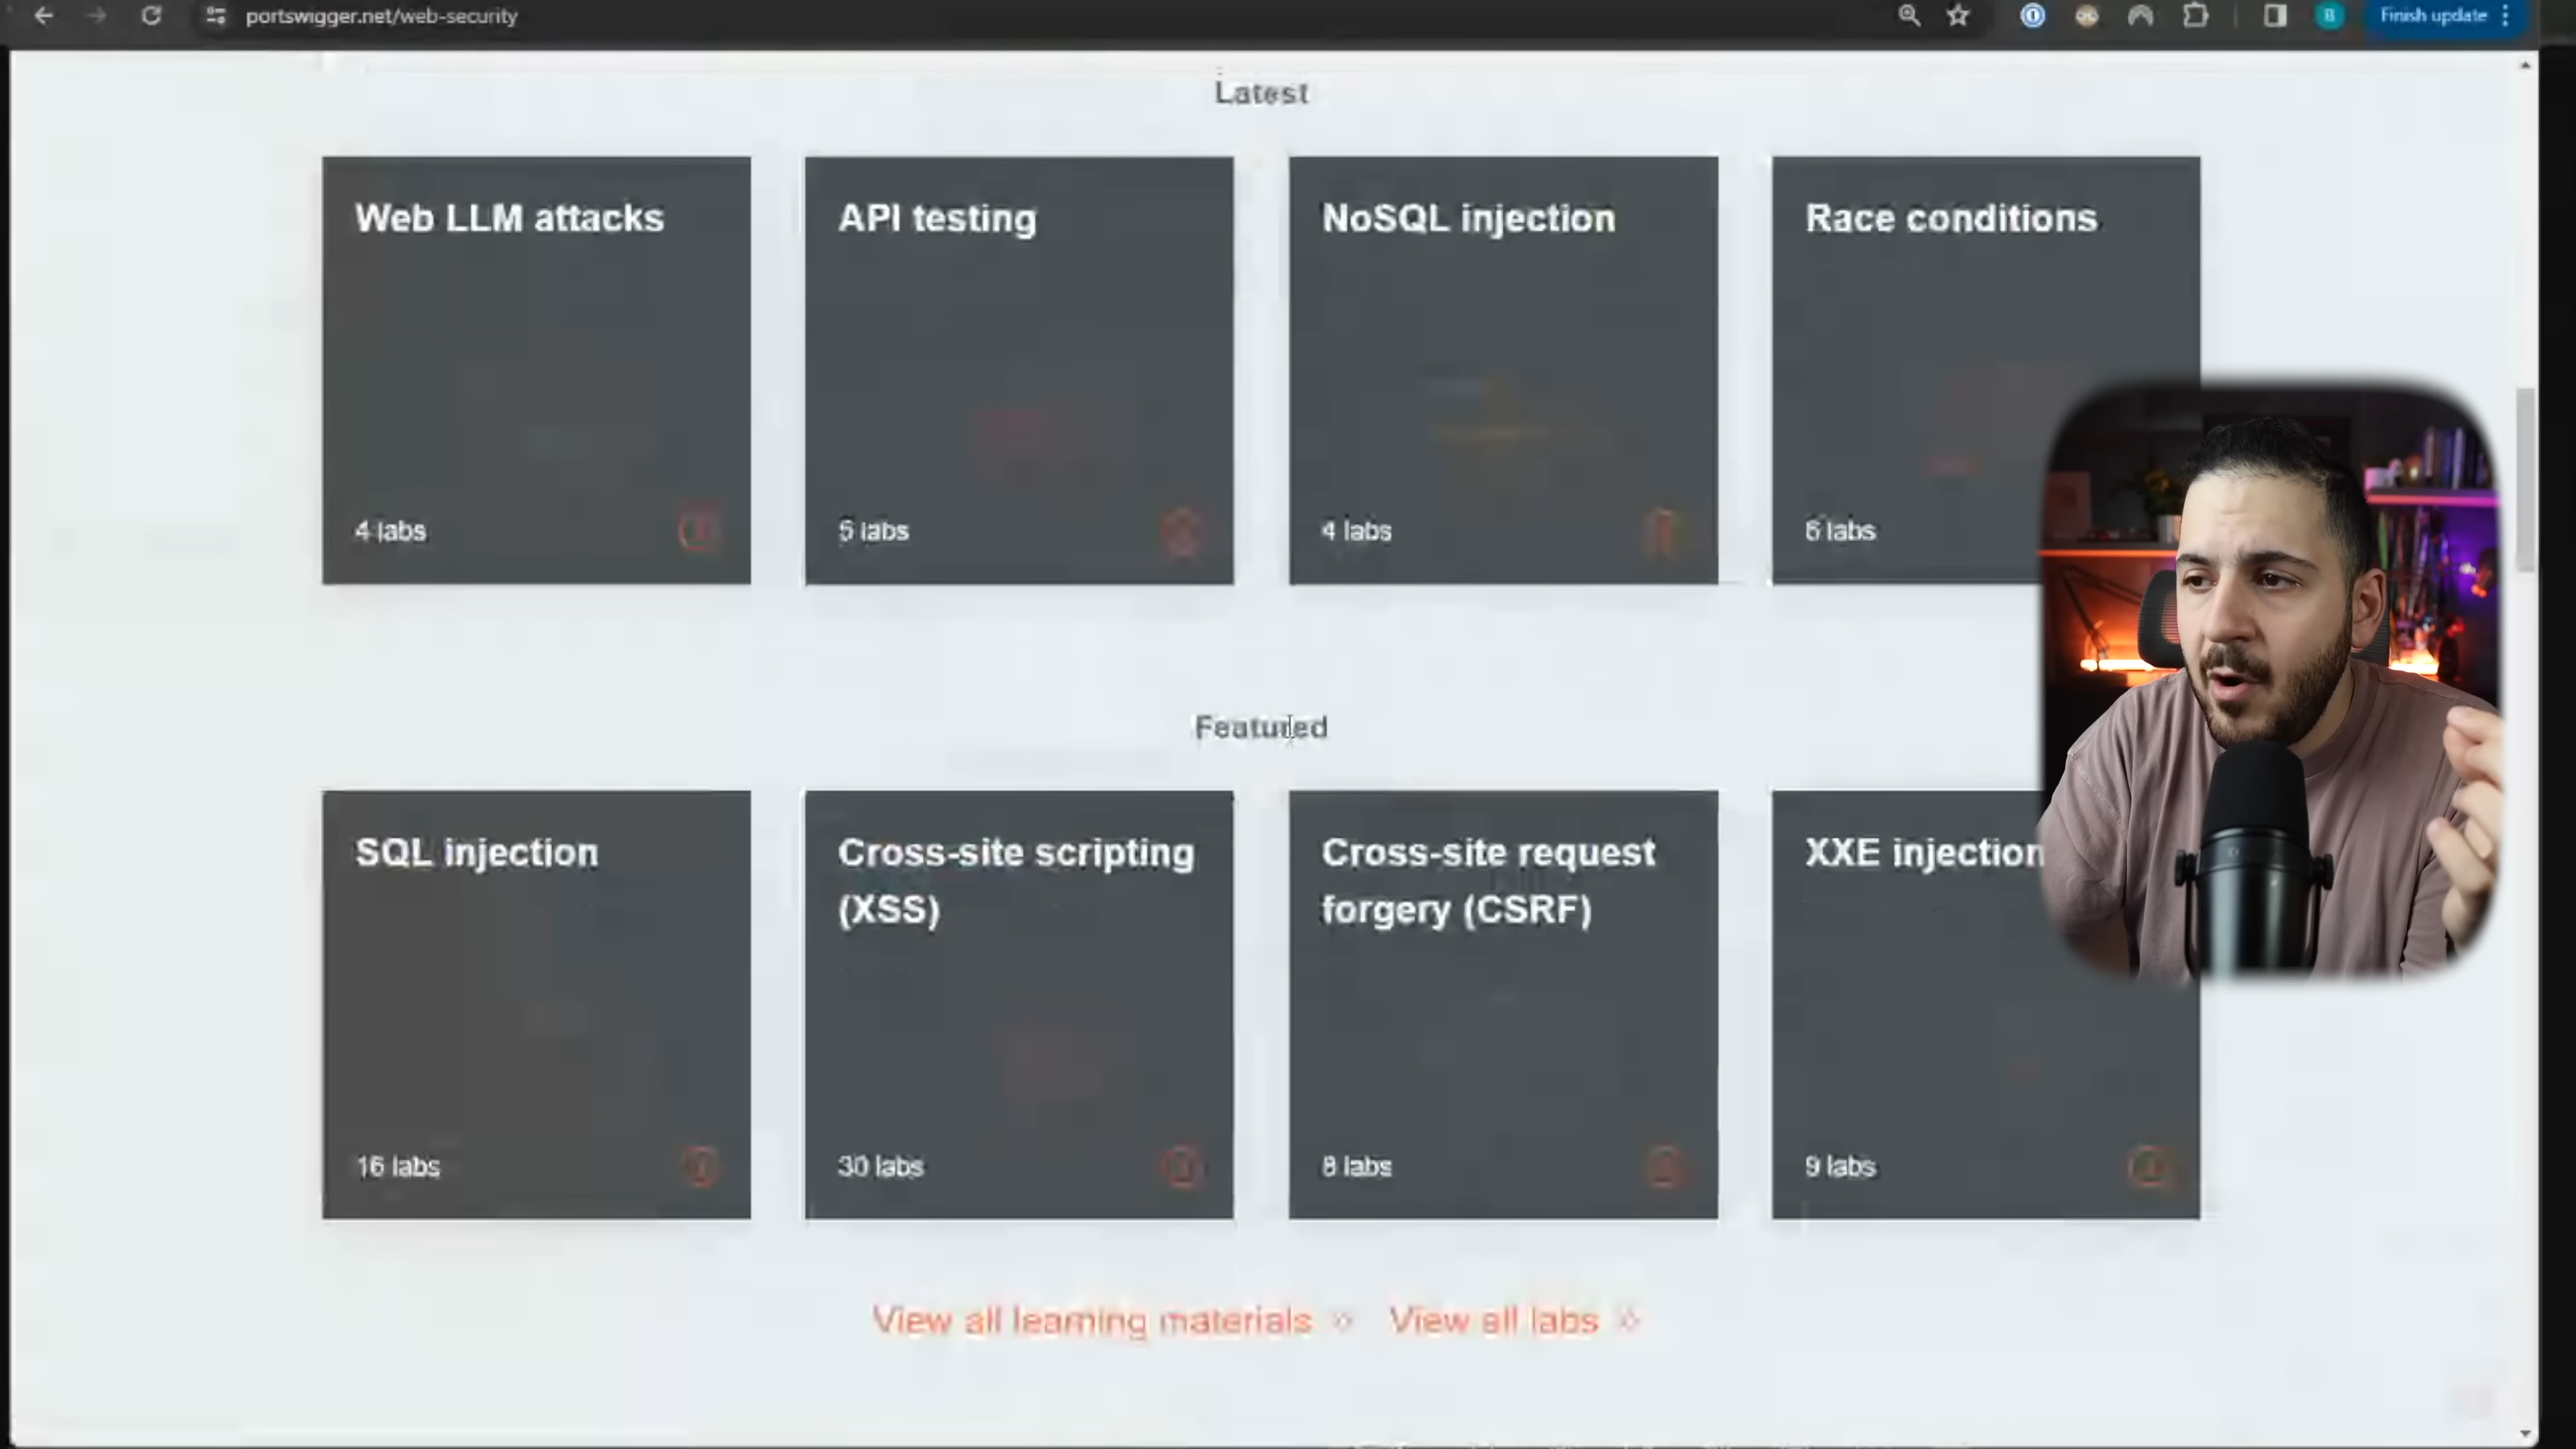 portswigger.net/web-security
Finish update
B
Latest
Web LLM attacks
API testing
NoSQL injection
Race conditions
4 labs
5 labs
4 labs
6 labs
Featured
SQL injection
Cross-site scripting
(XSS)
Cross-site request
forgery (CSRF)
XXE injection
16 labs
30 labs
8 labs
9 labs
View all learning materials »
View all labs »